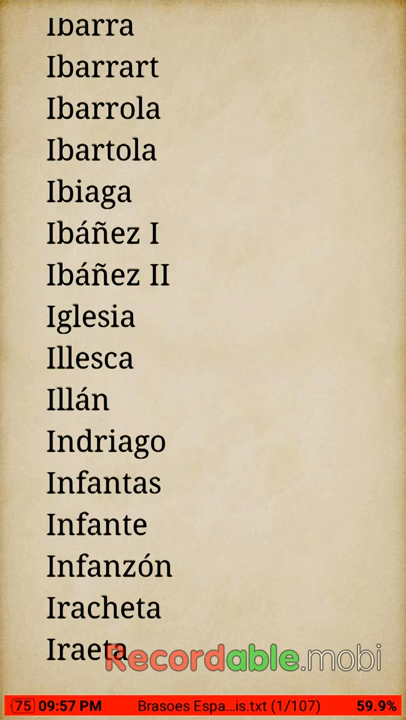 Ibarra
Ibarrart
Ibarrola
Ibartola
Ibiaga
Ibáñez I
Ibáñez II
Iglesia
Illesca
Illán
Indriago
Infantas
Infante
Infanzón
Iracheta
Iraeta
Recordable.mobi
75 09:57 PM Brasoes Espa...is.txt (1/107) 59.9%